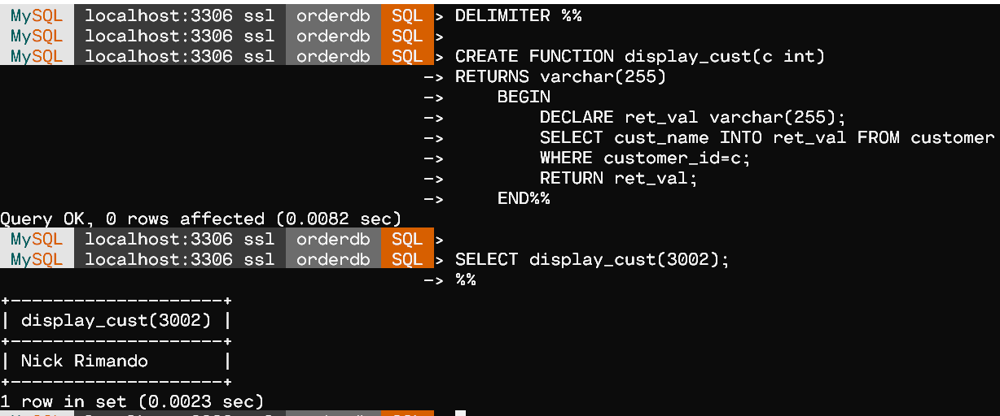 MySQL localhost:3306 ssl orderdb SQL > DELIMITER %%
MySQL localhost:3306 ssl orderdb SQL >
MySQL localhost:3306 ssl orderdb SQL > CREATE FUNCTION display_cust(c int)
-> RETURNS varchar(255)
-> BEGIN
-> DECLARE ret_val varchar(255);
-> SELECT cust_name INTO ret_val FROM customer
-> WHERE customer_id=c;
-> RETURN ret_val;
-> END%%
Query OK, 0 rows affected (0.0082 sec)
MySQL localhost:3306 ssl orderdb SQL >
MySQL localhost:3306 ssl orderdb SQL > SELECT display_cust(3002);
-> %%
+--------------------+
| display_cust(3002) |
+--------------------+
| Nick Rimando |
+--------------------+
1 row in set (0.0023 sec)